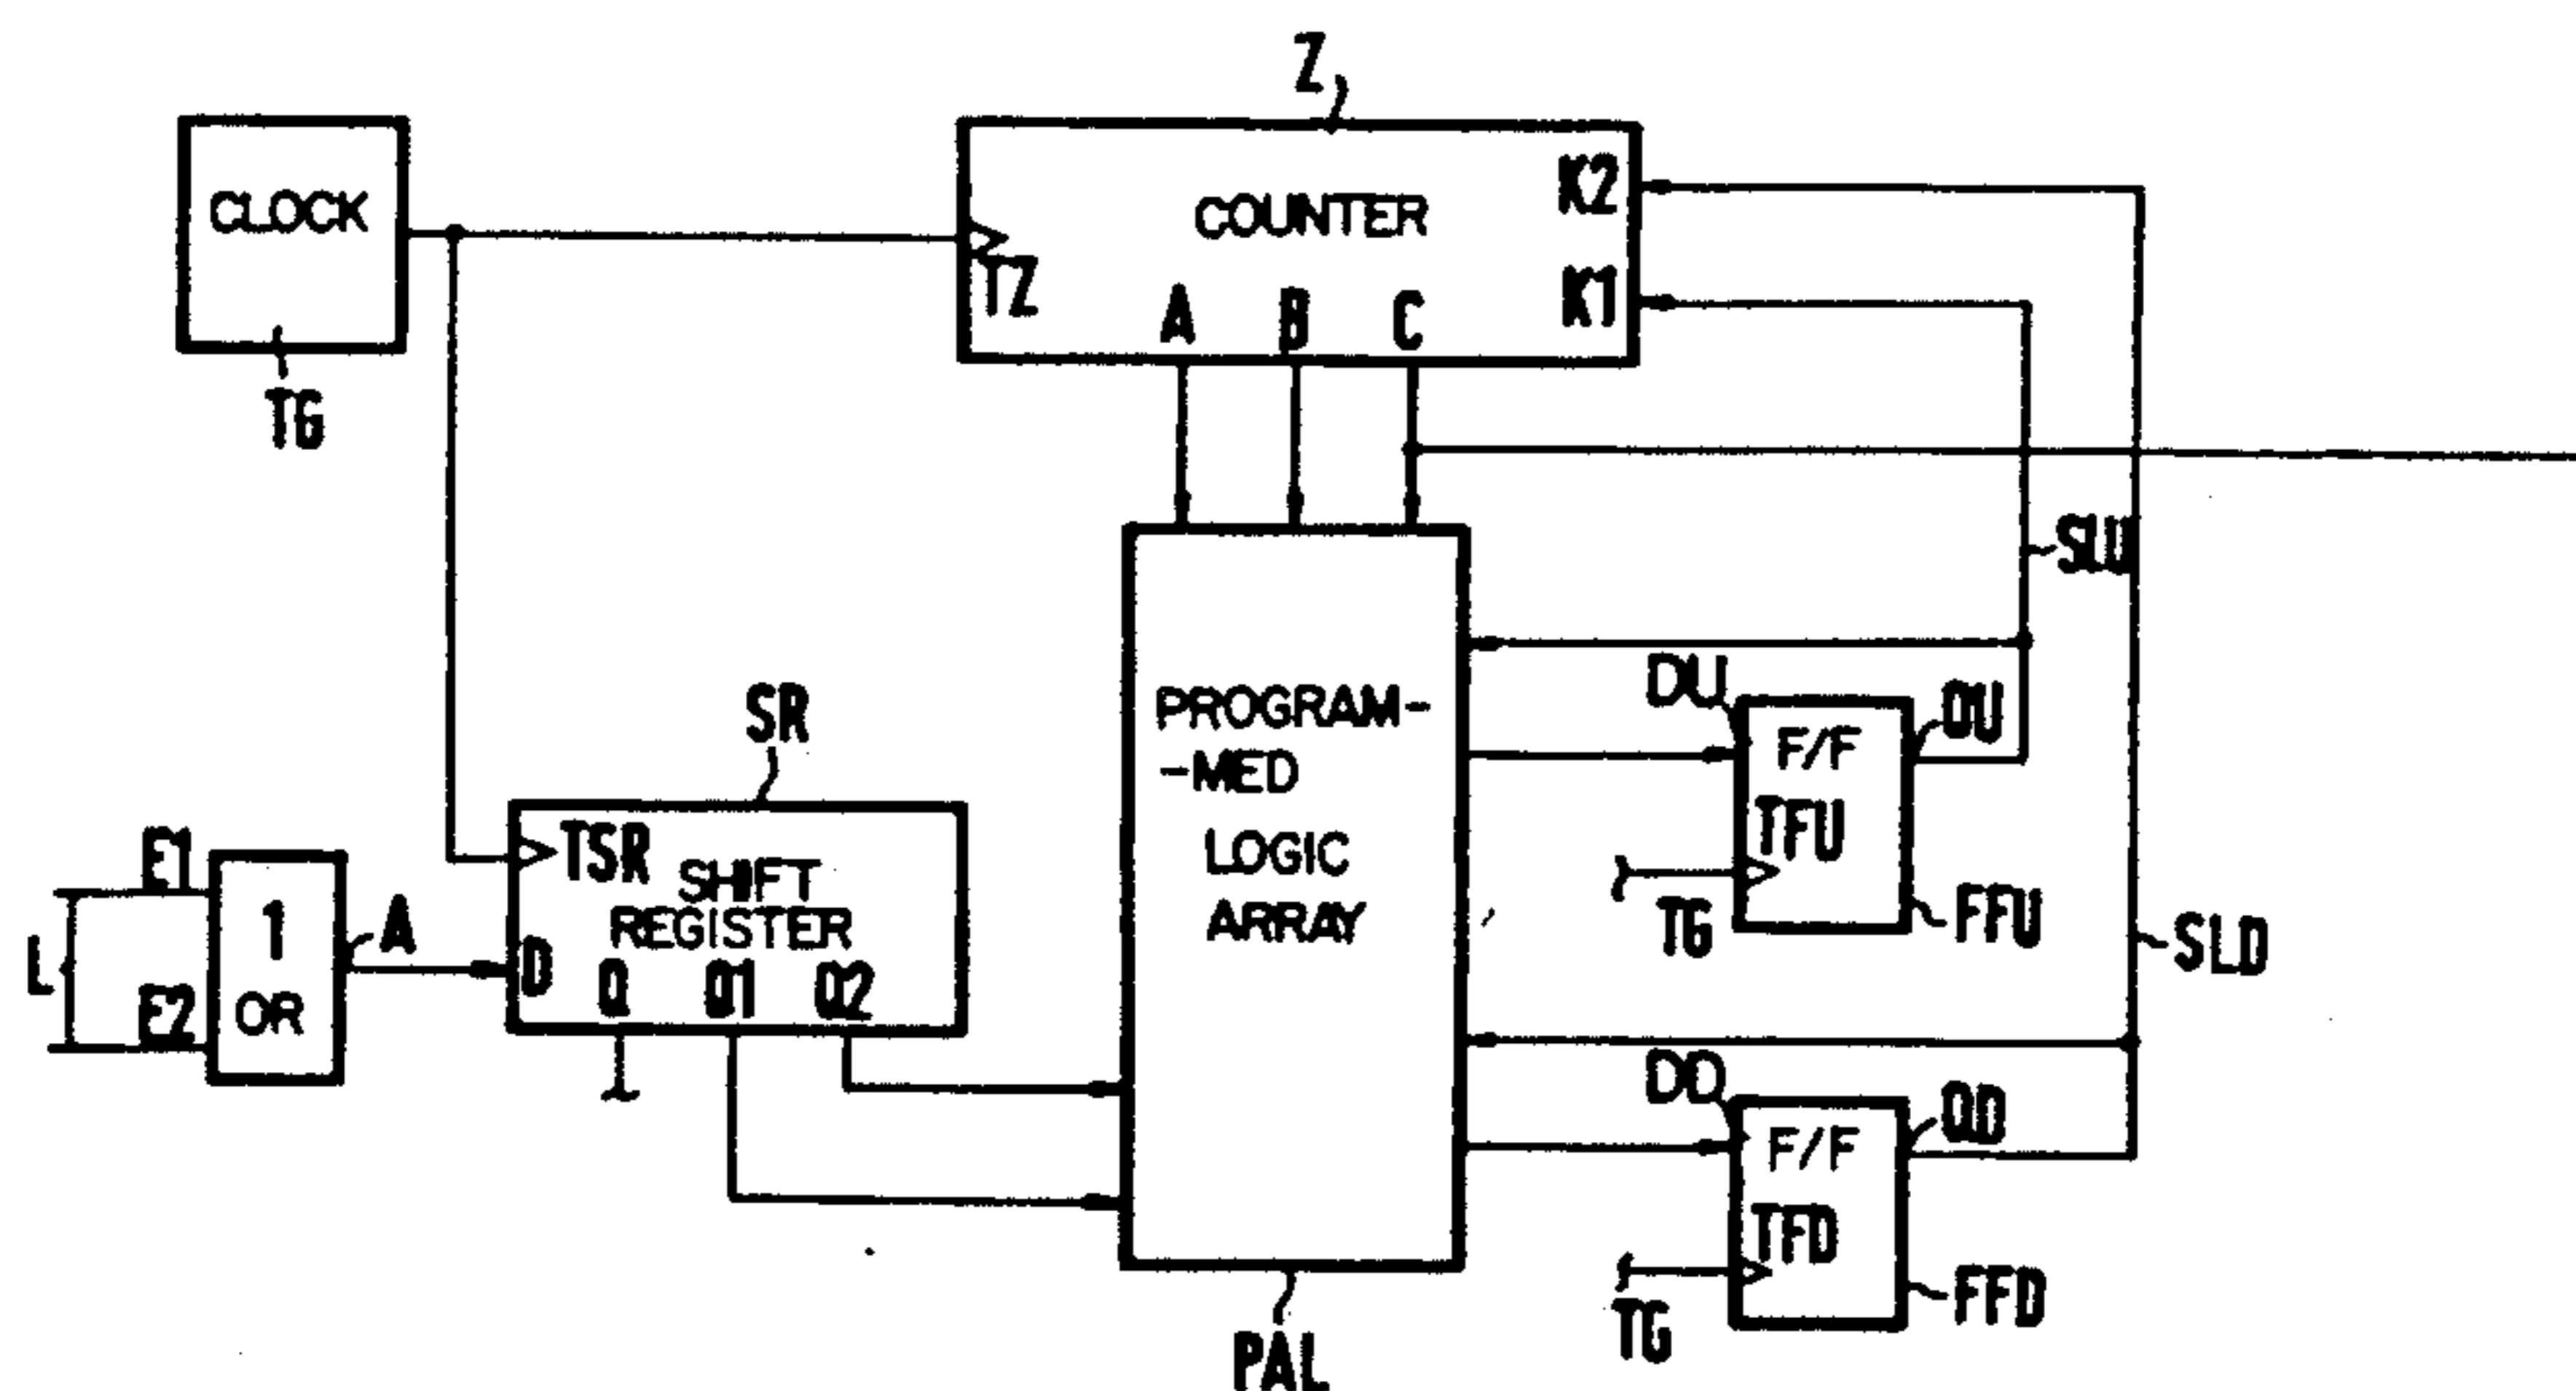 Z
CLOCK
TG
COUNTER
K2
K1
TZ
A B C
SLU
SR
TSR
SHIFT
REGISTER
D
Q Q1 Q2
E1
L
E2
1
OR
A
PROGRAM-
-MED
LOGIC
ARRAY
PAL
DU
F/F
QU
TFU
TG
FFU
SLD
DD
F/F
QD
TFD
TG
FFD